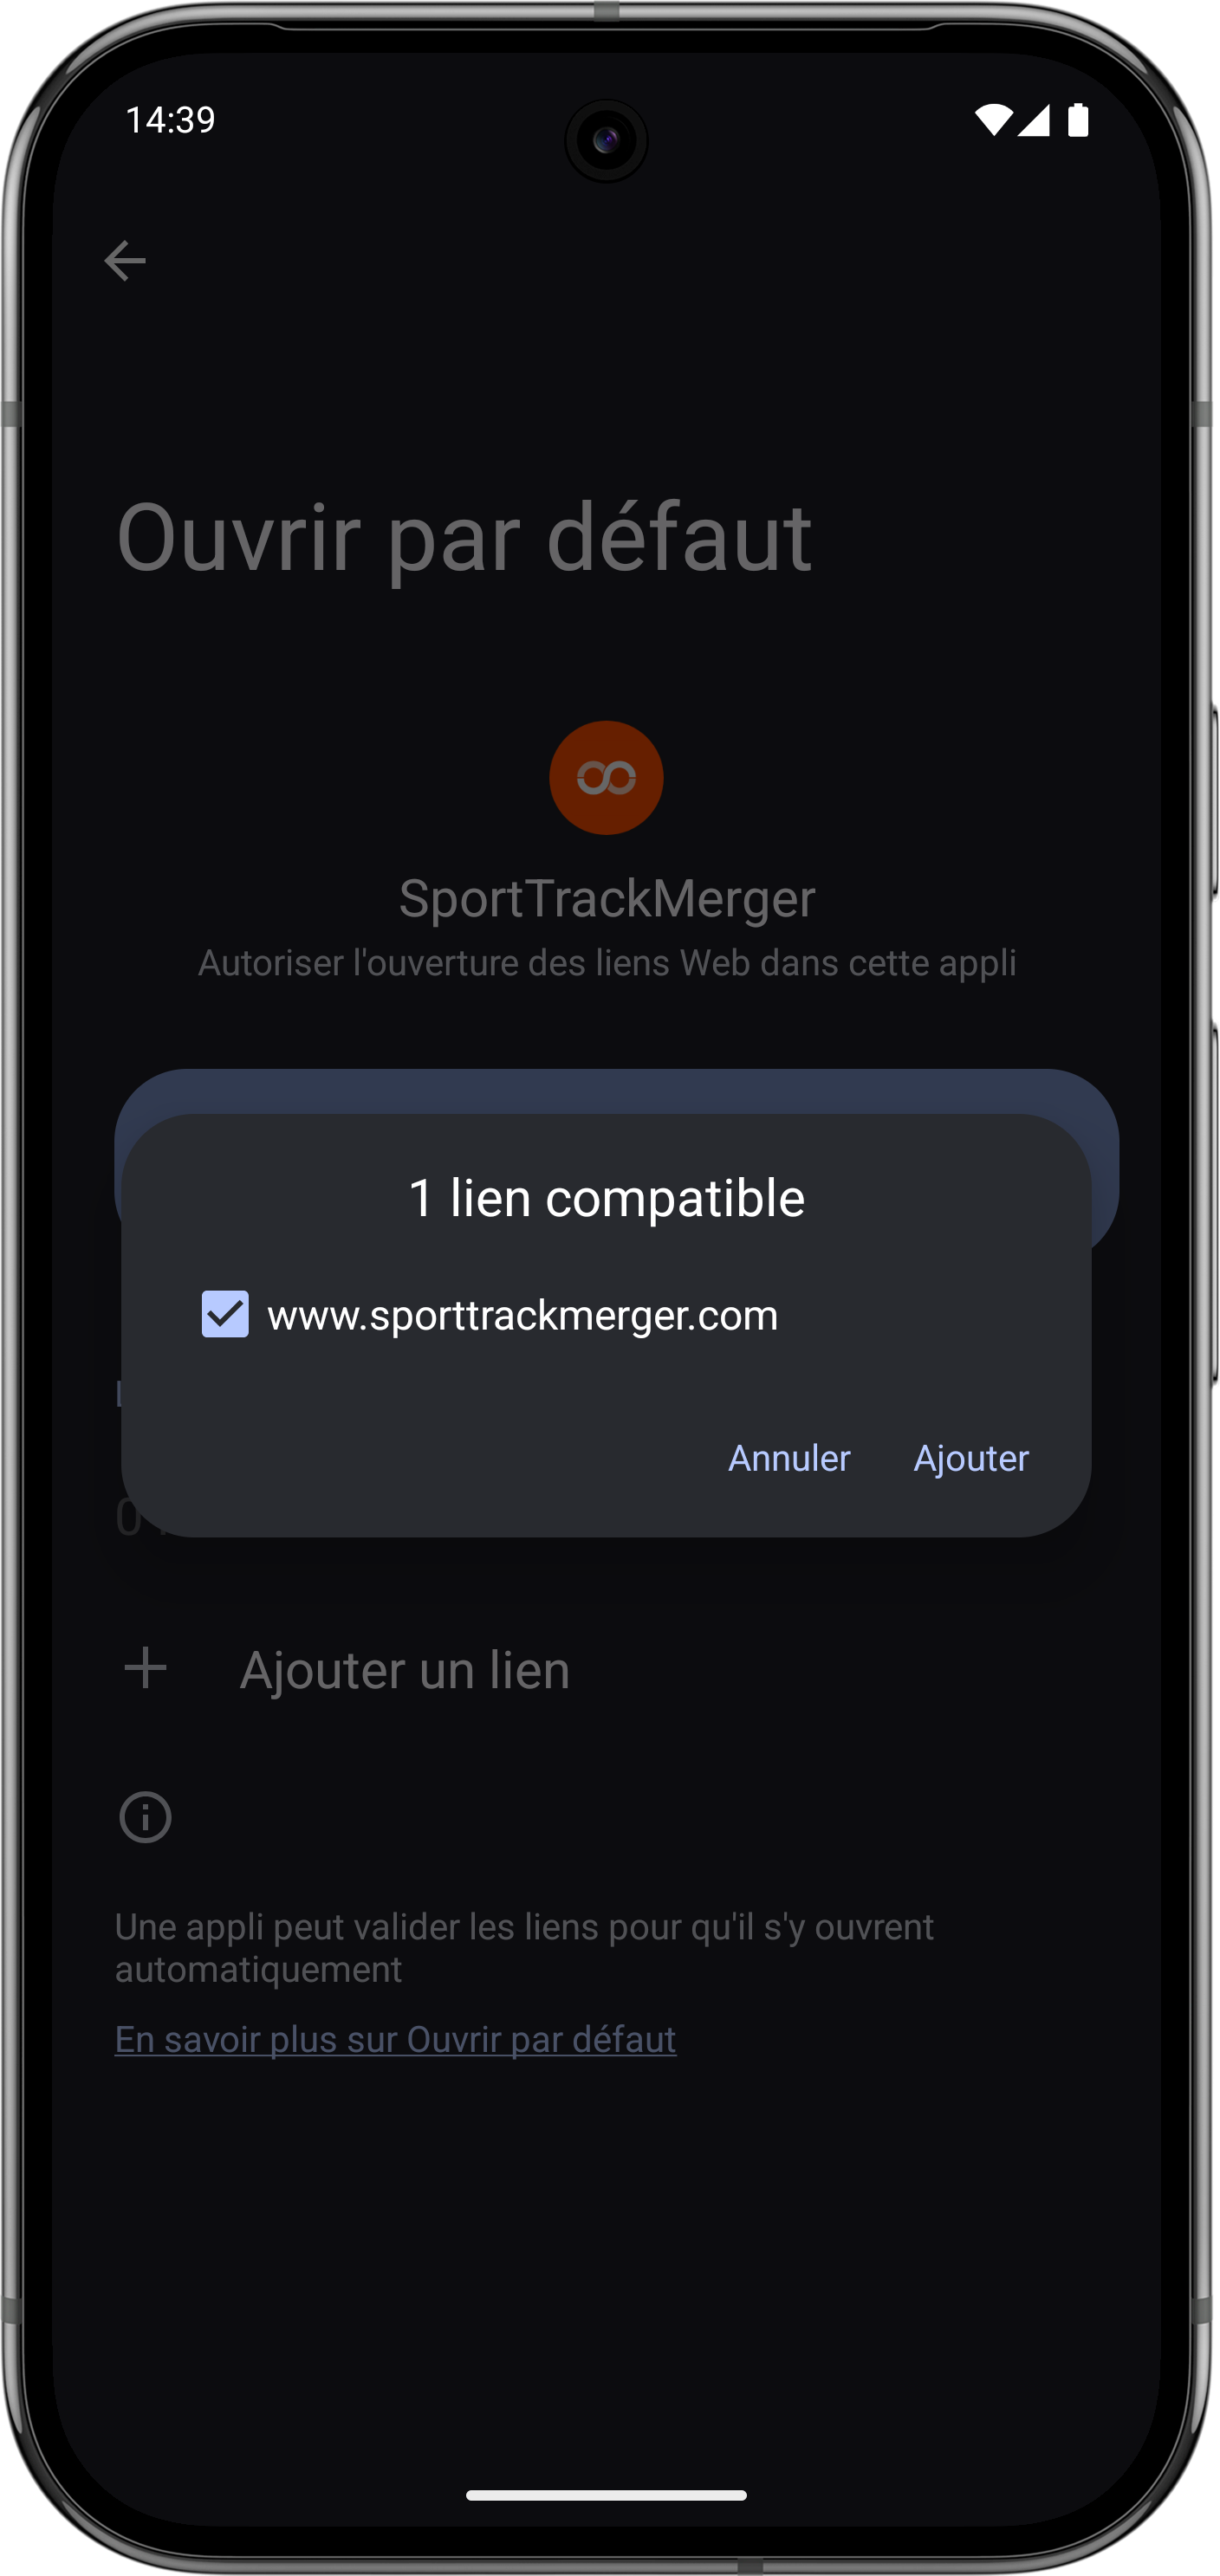 14:39
Ouvrir par défaut
SportTrackMerger
Autoriser l'ouverture des liens Web dans cette appli
1 lien compatible
www.sporttrackmerger.com
Annuler Ajouter
Ajouter un lien
Une appli peut valider les liens pour qu'il s'y ouvrent
automatiquement
En savoir plus sur Ouvrir par défaut